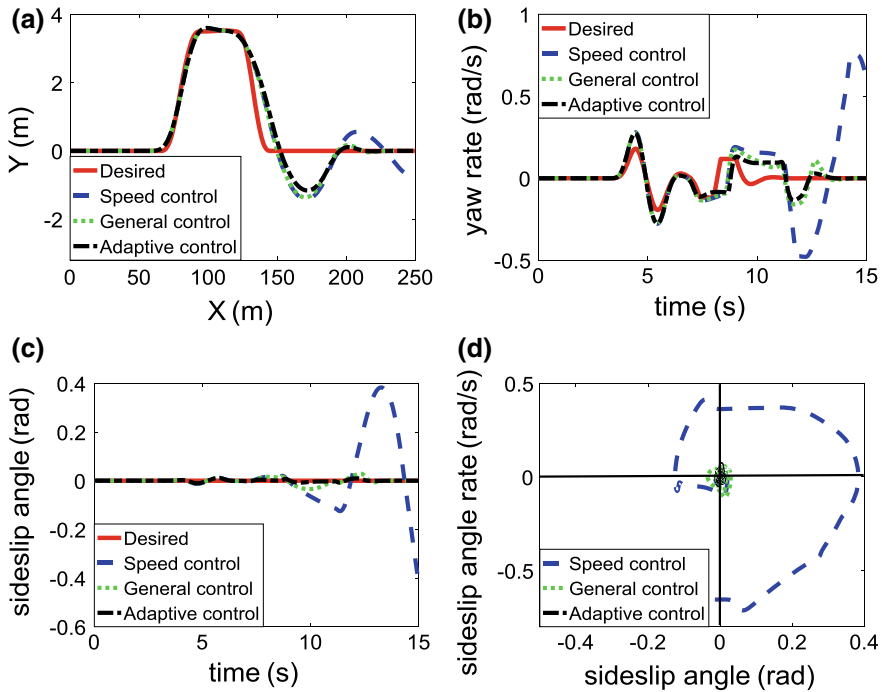 (a)
4
2
0
-2
Y (m)
0 50 100 150 200 250
X (m)
Desired
Speed control
General control
Adaptive control
(b)
1
0.5
0
-0.5
yaw rate (rad/s)
0 5 10 15
time (s)
Desired
Speed control
General control
Adaptive control
(c)
0.4
0.2
0
-0.2
-0.4
-0.6
sideslip angle (rad)
0 5 10 15
time (s)
Desired
Speed control
General control
Adaptive control
(d)
0.5
0
-0.5
sideslip angle rate (rad/s)
-0.4 -0.2 0 0.2 0.4
sideslip angle (rad)
Speed control
General control
Adaptive control